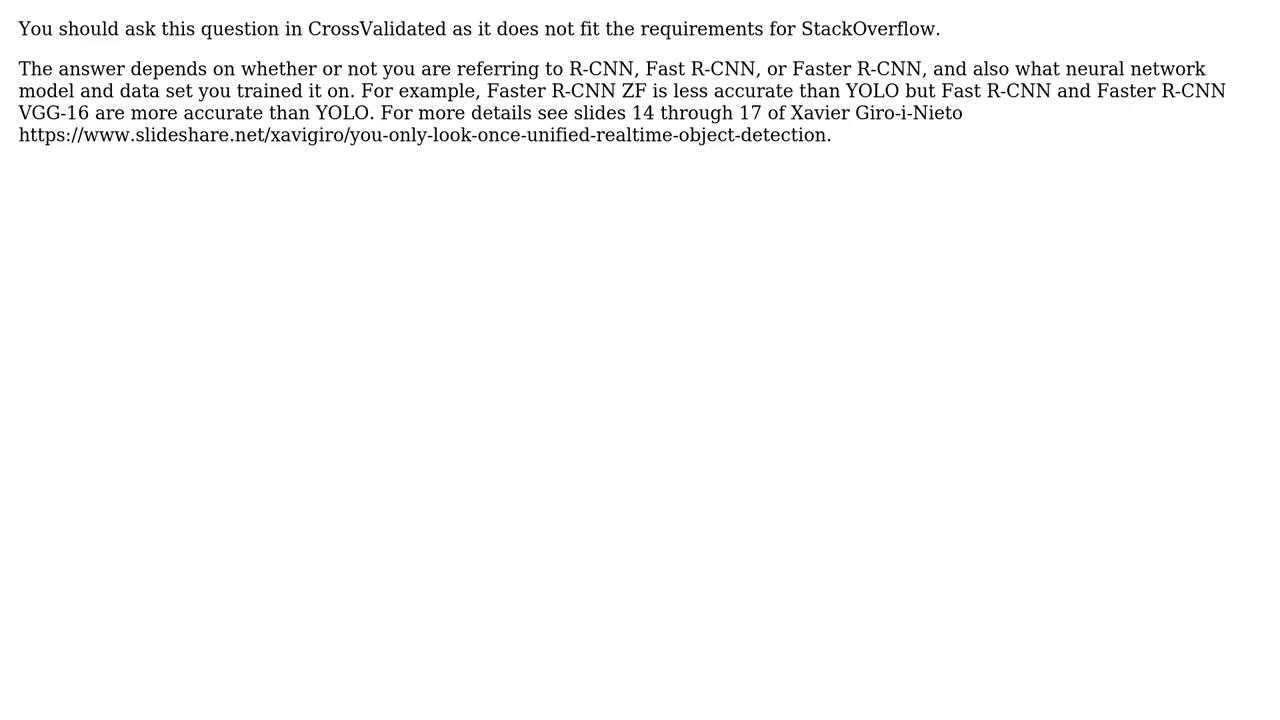 You should ask this question in CrossValidated as it does not fit the requirements for StackOverflow.
The answer depends on whether or not you are referring to R-CNN, Fast R-CNN, or Faster R-CNN, and also what neural network
model and data set you trained it on. For example, Faster R-CNN ZF is less accurate than YOLO but Fast R-CNN and Faster R-CNN
VGG-16 are more accurate than YOLO. For more details see slides 14 through 17 of Xavier Giro-i-Nieto
https://www.slideshare.net/xavigiro/you-only-look-once-unified-realtime-object-detection.